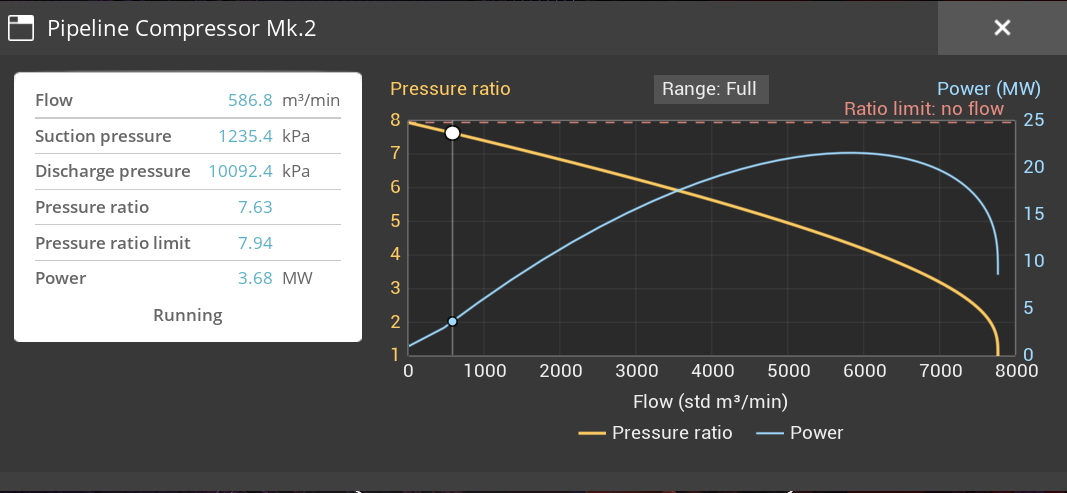 Pipeline Compressor Mk.2
Flow 586.8 m³/min
Suction pressure 1235.4 kPa
Discharge pressure 10092.4 kPa
Pressure ratio 7.63
Pressure ratio limit 7.94
Power 3.68 MW
Running
Pressure ratio
Range: Full
Power (MW)
Ratio limit: no flow
8
7
6
5
4
3
2
1
25
20
15
10
5
0
0 1000 2000 3000 4000 5000 6000 7000 8000
Flow (std m³/min)
Pressure ratio Power